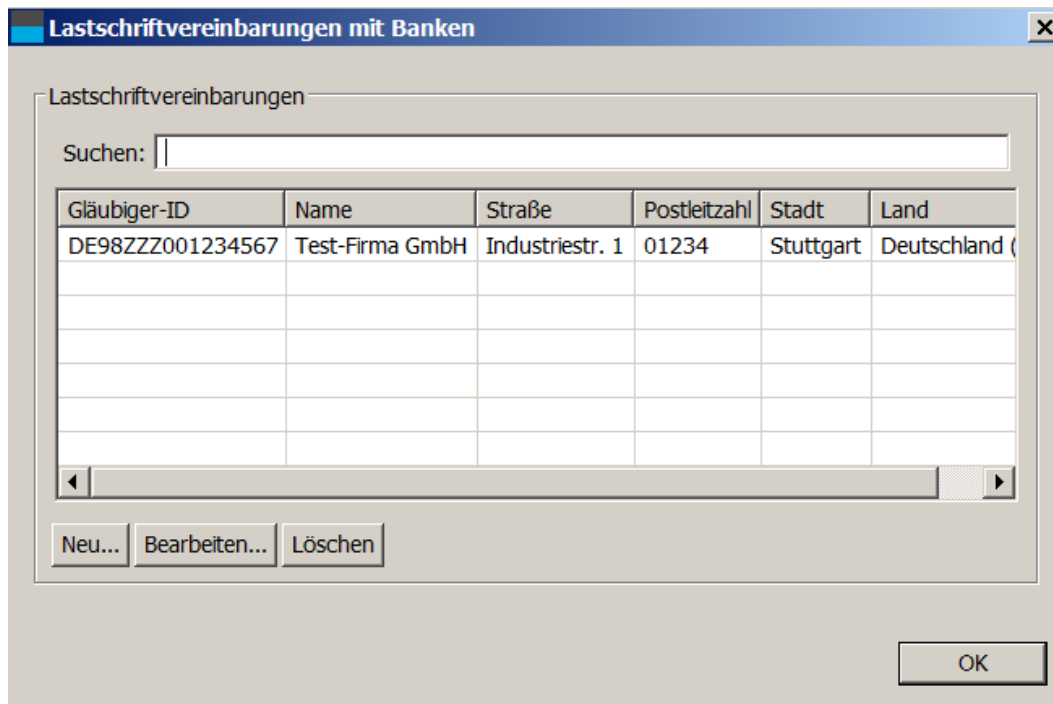 Lastschriftvereinbarungen mit Banken
Lastschriftvereinbarungen
Suchen:
Gläubiger-ID Name Straße Postleitzahl Stadt Land
DE98ZZZ001234567 Test-Firma GmbH Industriestr. 1 01234 Stuttgart Deutschland (
Neu... Bearbeiten... Löschen
OK